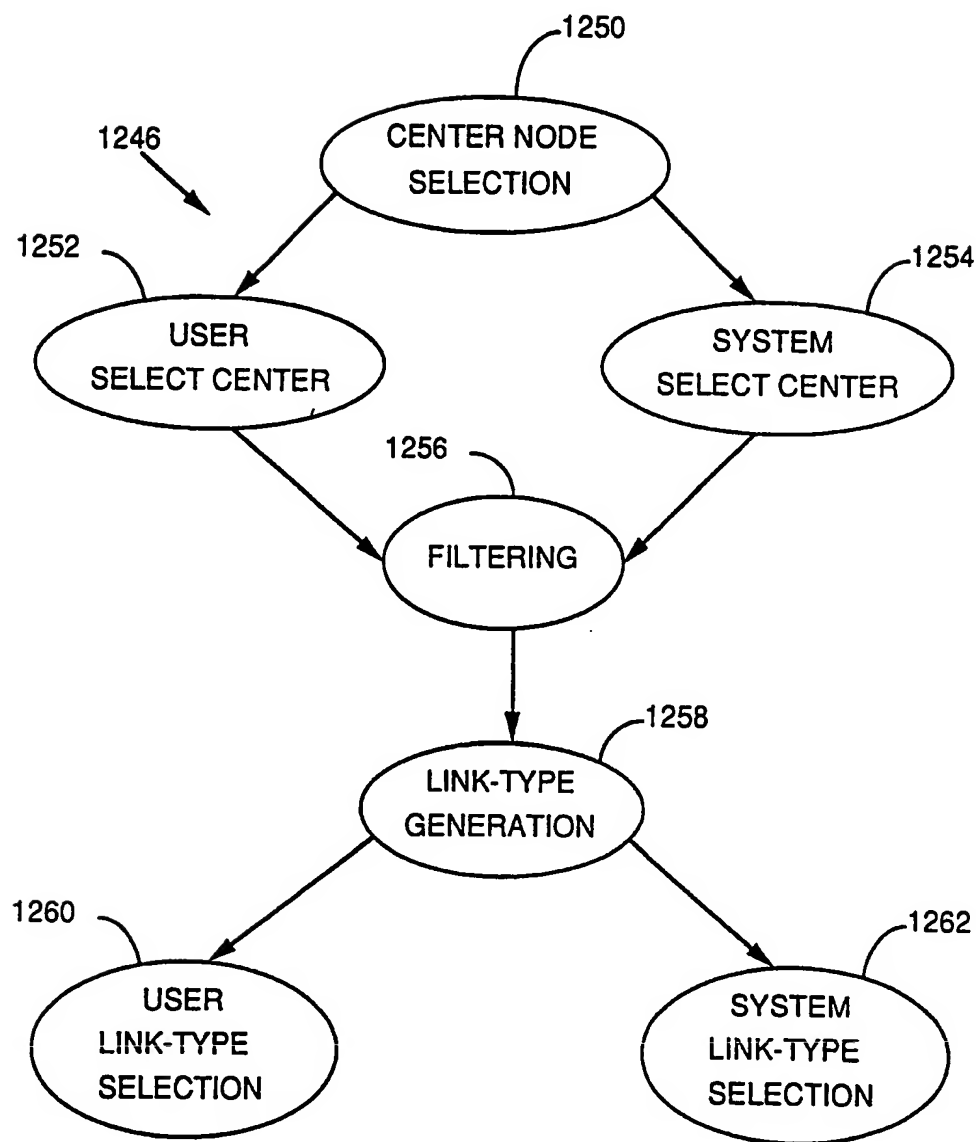 1250
CENTER NODE
SELECTION
1246
1252
USER
SELECT CENTER
1254
SYSTEM
SELECT CENTER
1256
FILTERING
1258
LINK-TYPE
GENERATION
1260
USER
LINK-TYPE
SELECTION
1262
SYSTEM
LINK-TYPE
SELECTION